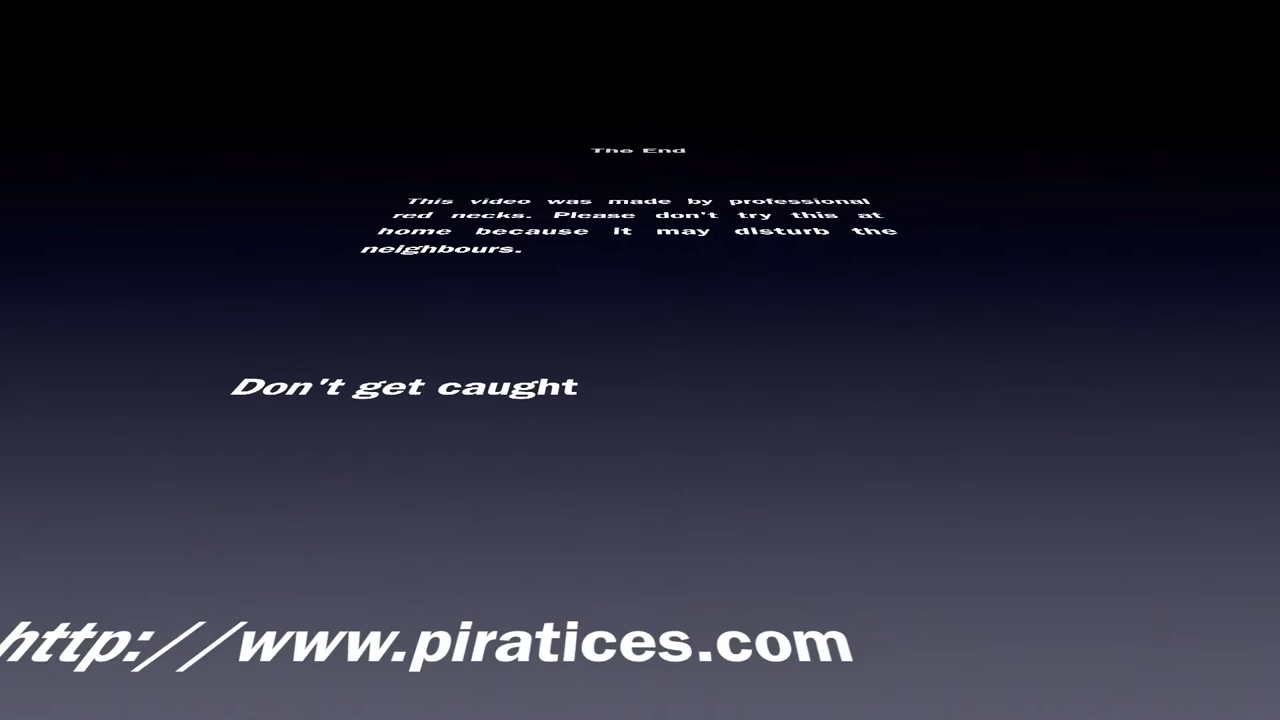 The End
This video was made by professional
red necks. Please don't try this at
home because it may disturb the
neighbours.
Don't get caught
http://www.piratices.com